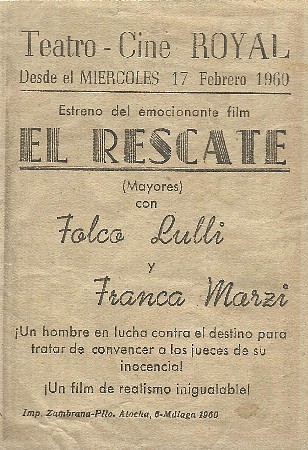 Teatro - Cine ROYAL
Desde el MIERCOLES 17 Febrero 1960
Estreno del emocionante film
EL RESCATE
(Mayores)
con
Folco Lulli
y
Franca Marzi
¡Un hombre en lucha contra el destino para
tratar de convencer a los jueces de su
inocencia!
¡Un film de realismo inigualable!
Imp. Zambrana-Pllo. Atocha, 6-Málaga 1960